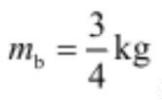 m_b = 3/4 kg